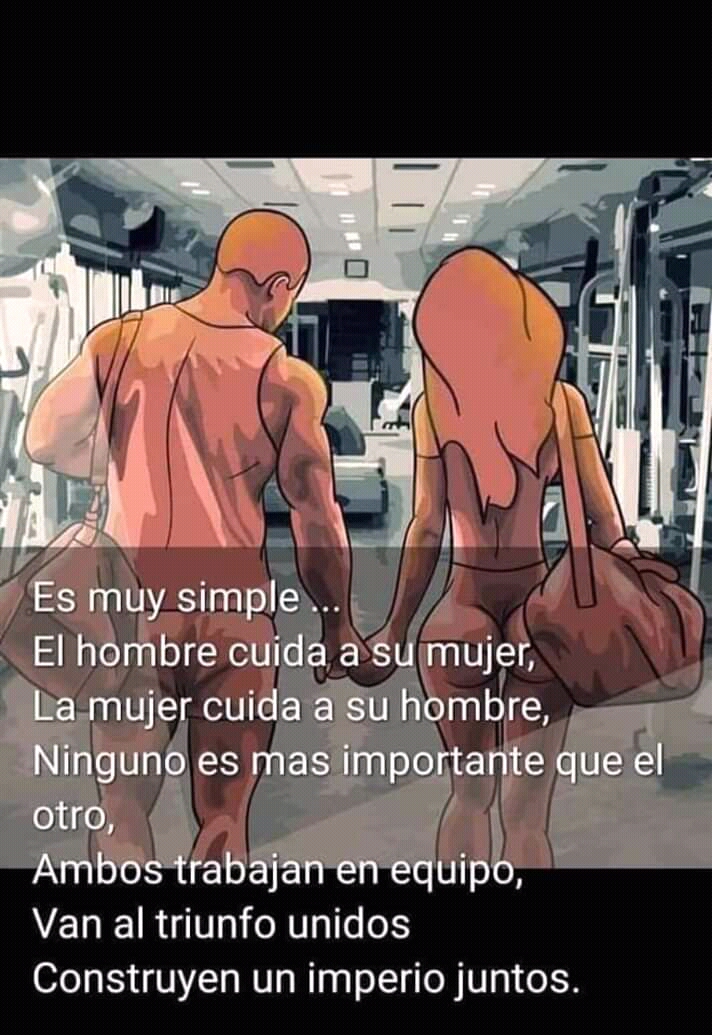 Es muy simple ...
El hombre cuida a su mujer,
La mujer cuida a su hombre,
Ninguno es mas importante que el
otro,
Ambos trabajan en equipo,
Van al triunfo unidos
Construyen un imperio juntos.